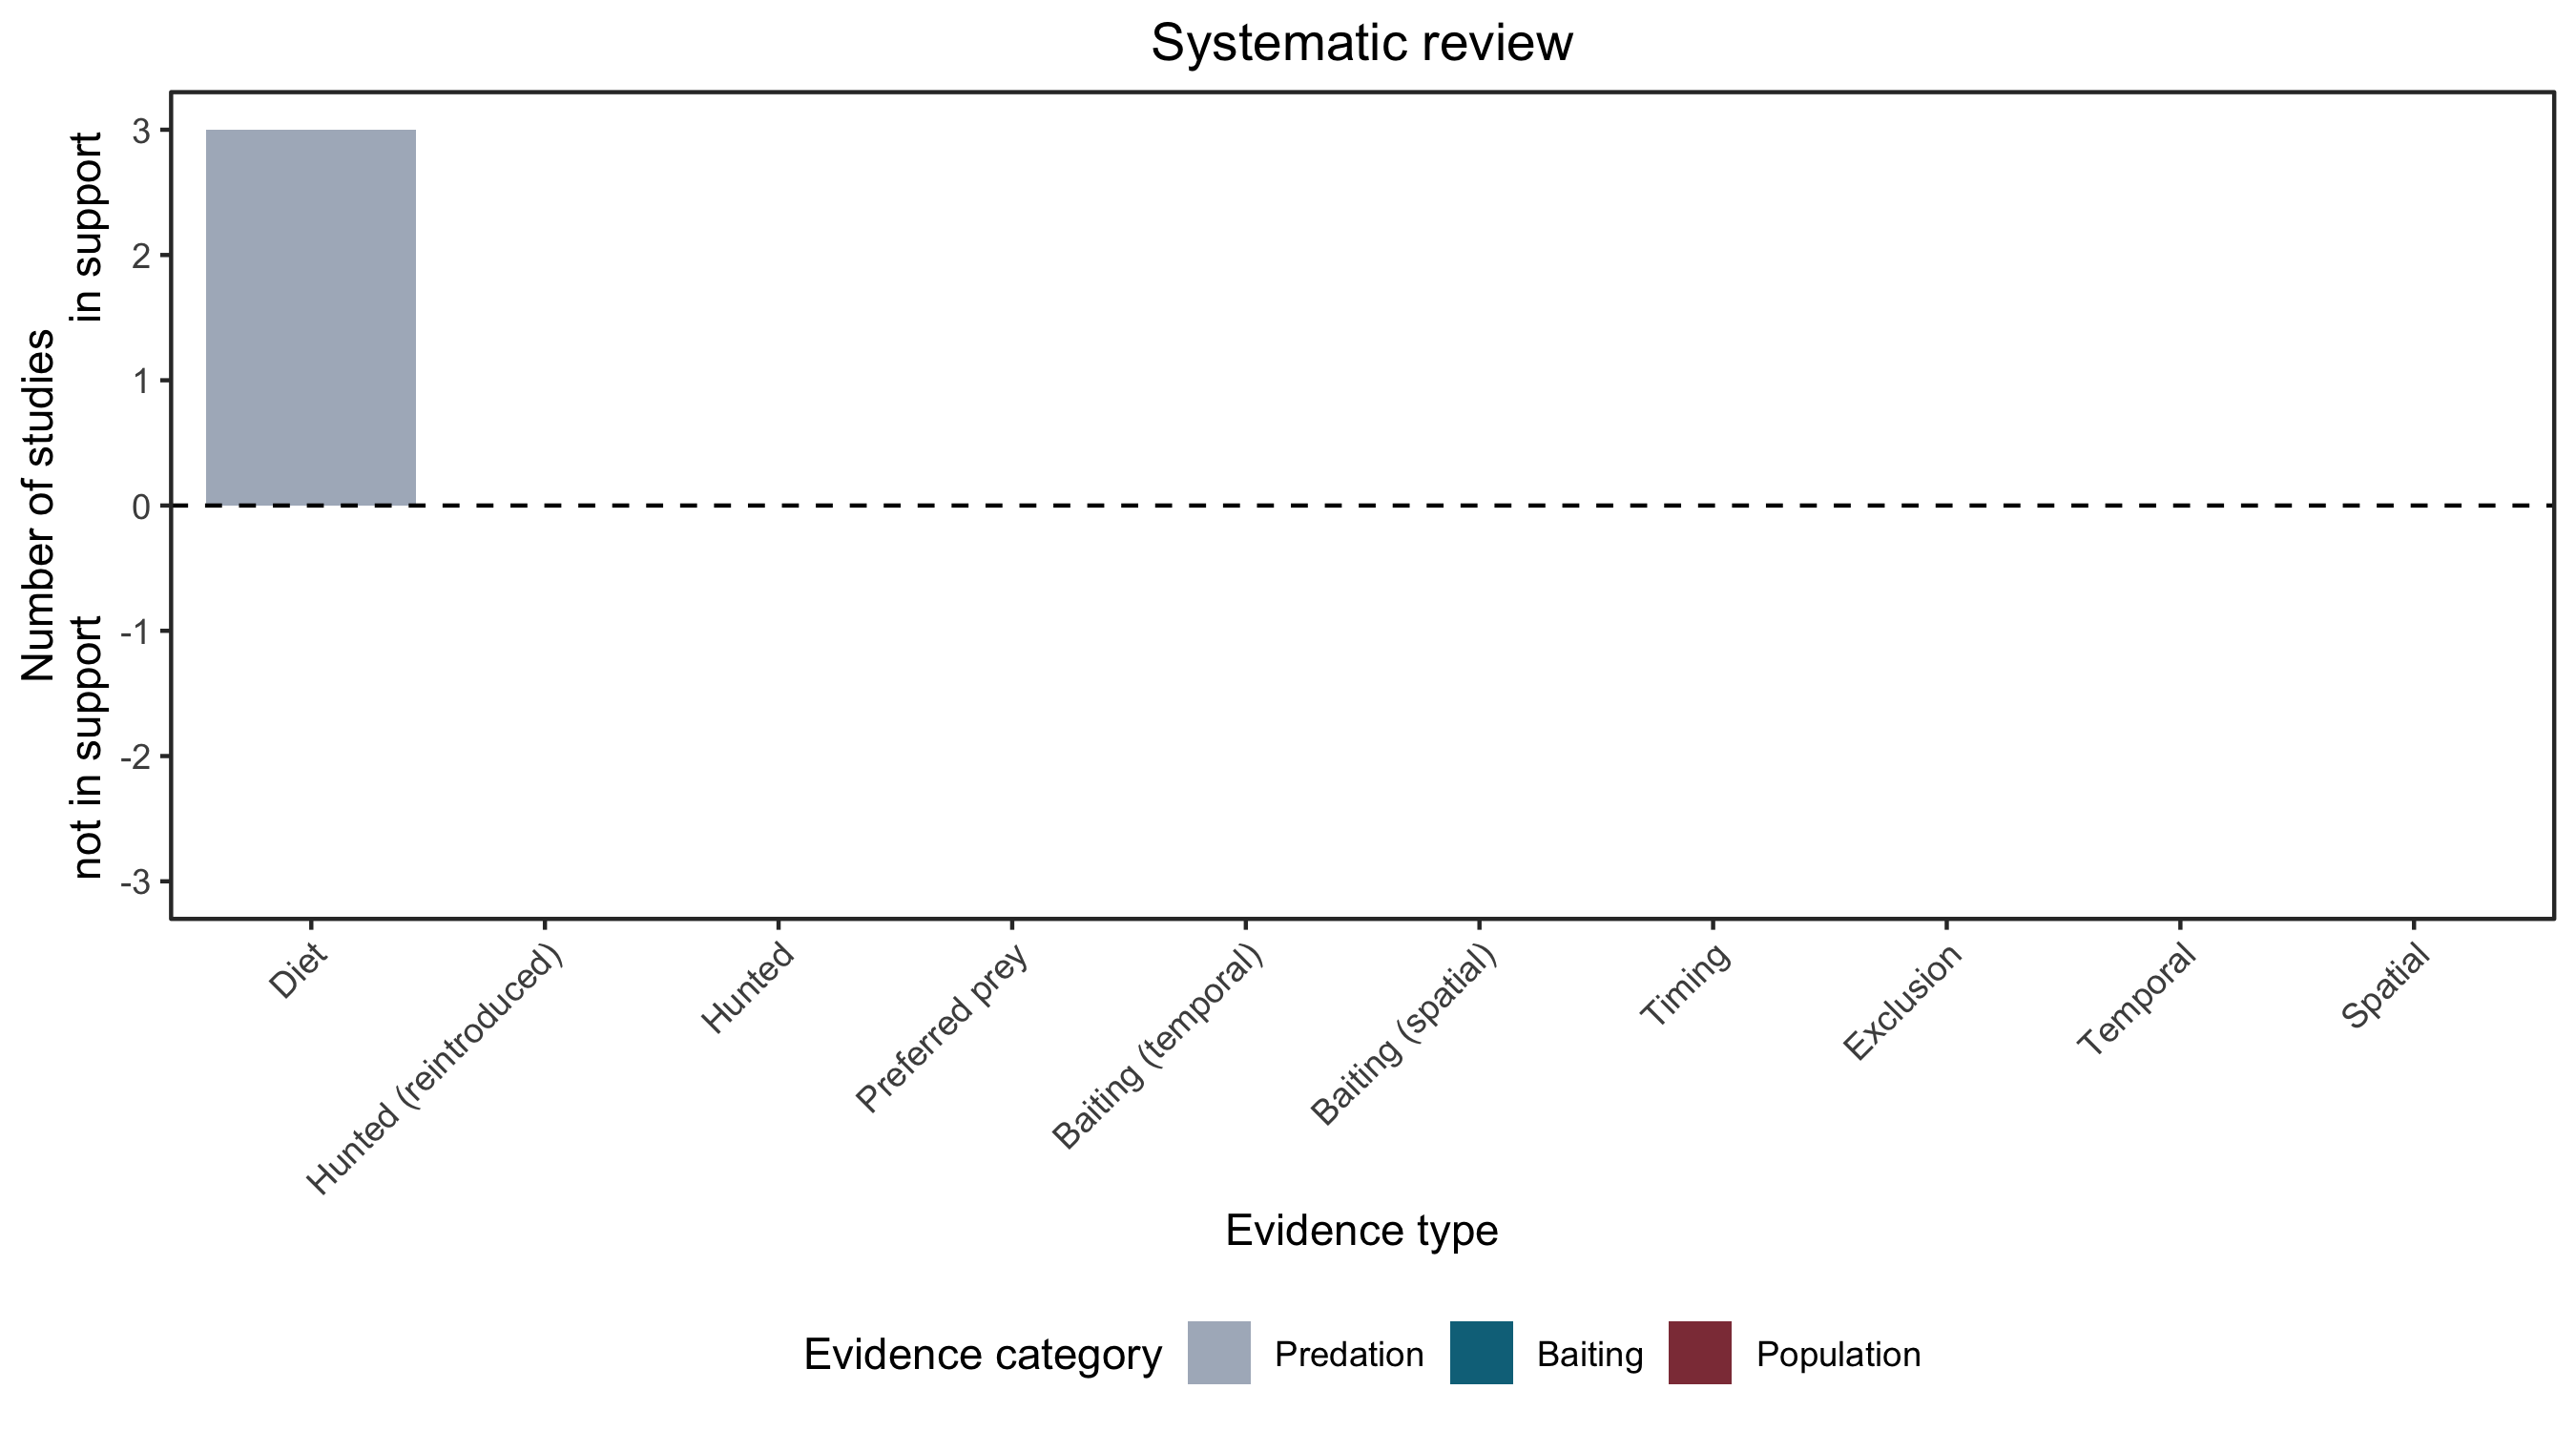 Systematic review
Number of studies
in support
not in support
3
2
1
0
-1
-2
-3
Diet
Hunted (reintroduced)
Hunted
Preferred prey
Baiting (temporal)
Baiting (spatial)
Timing
Exclusion
Temporal
Spatial
Evidence type
Evidence category
Predation
Baiting
Population